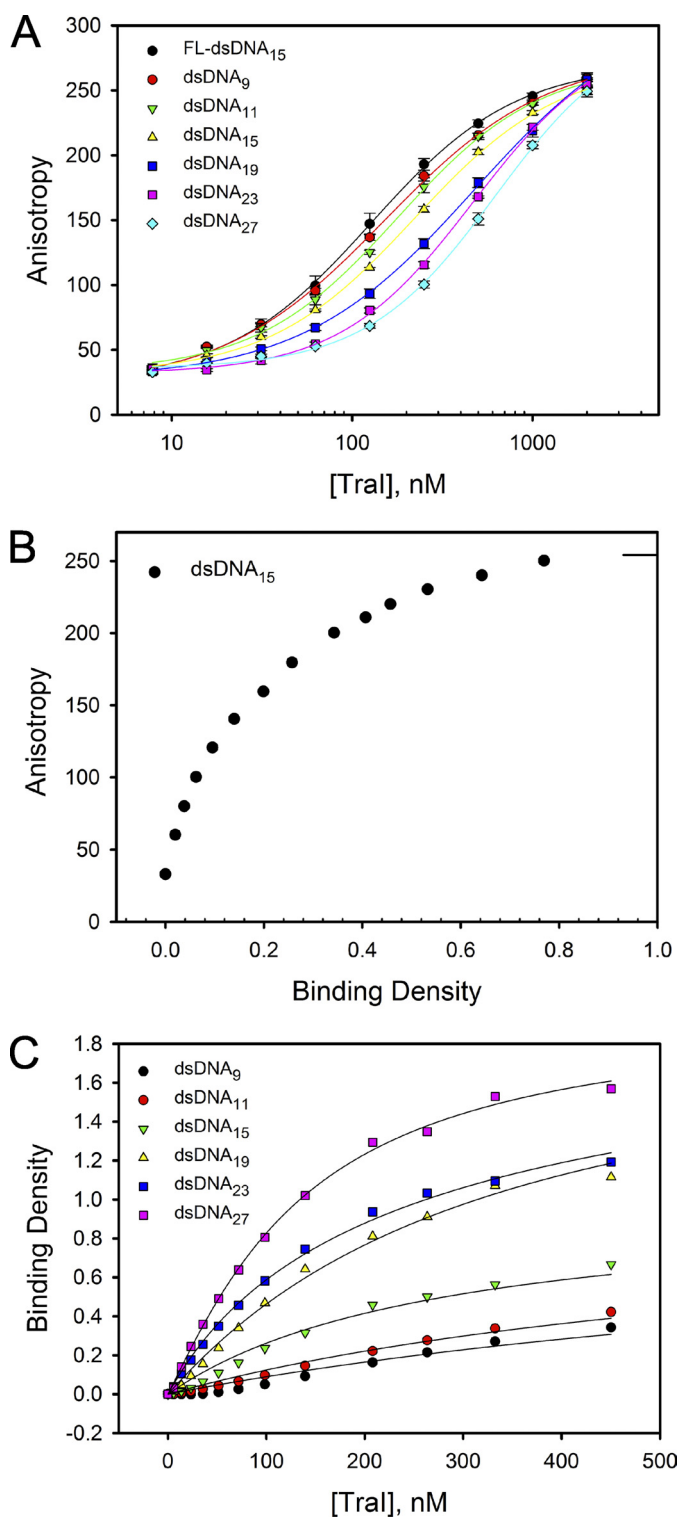 A
300
250
200
150
100
50
0
FL-dsDNA15
dsDNA9
dsDNA11
dsDNA15
dsDNA19
dsDNA23
dsDNA27
Anisotropy
10 100 1000
[TraI], nM
B
250
200
150
100
50
0
dsDNA15
Anisotropy
0.0 0.2 0.4 0.6 0.8 1.0
Binding Density
C
1.8
1.6
1.4
1.2
1.0
0.8
0.6
0.4
0.2
0.0
-0.2
dsDNA9
dsDNA11
dsDNA15
dsDNA19
dsDNA23
dsDNA27
Binding Density
0 100 200 300 400 500
[TraI], nM